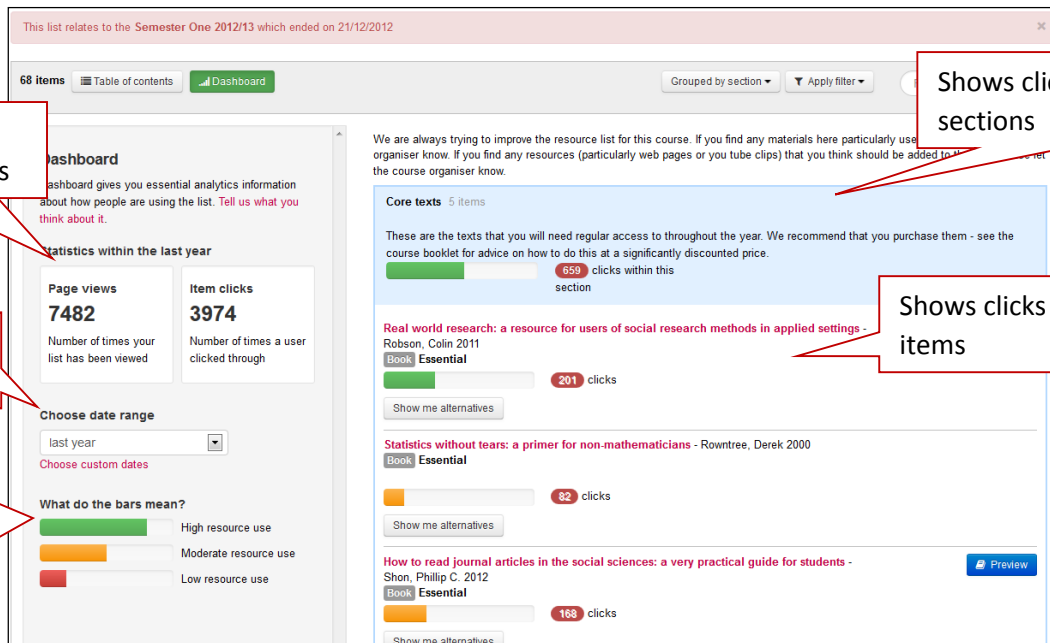 This list relates to the Semester One 2012/13 which ended on 21/12/2012
68 items Table of contents Dashboard
Grouped by section Apply filter
Shows
sections
Dashboard
dashboard gives you essential analytics information
about how people are using the list. Tell us what you
think about it.
Statistics within the last year
Page views
7482
Number of times your
list has been viewed
Item clicks
3974
Number of times a user
clicked through
Choose date range
last year
Choose custom dates
What do the bars mean?
High resource use
Moderate resource use
Low resource use
We are always trying to improve the resource list for this course. If you find any materials here particularly
organiser know. If you find any resources (particularly web pages or you tube clips) that you think should be added to
the course organiser know.
Core texts 5 items
These are the texts that you will need regular access to throughout the year. We recommend that you purchase them - see the
course booklet for advice on how to do this at a significantly discounted price.
659 clicks within this
section
Shows clicks
items
Real world research: a resource for users of social research methods in applied settings -
Robson, Colin 2011
Book Essential
201 clicks
Show me alternatives
Statistics without tears: a primer for non-mathematicians - Rowntree, Derek 2000
Book Essential
82 clicks
Show me alternatives
How to read journal articles in the social sciences: a very practical guide for students -
Shon, Phillip C. 2012
Book Essential
Preview
168 clicks
Show me alternatives